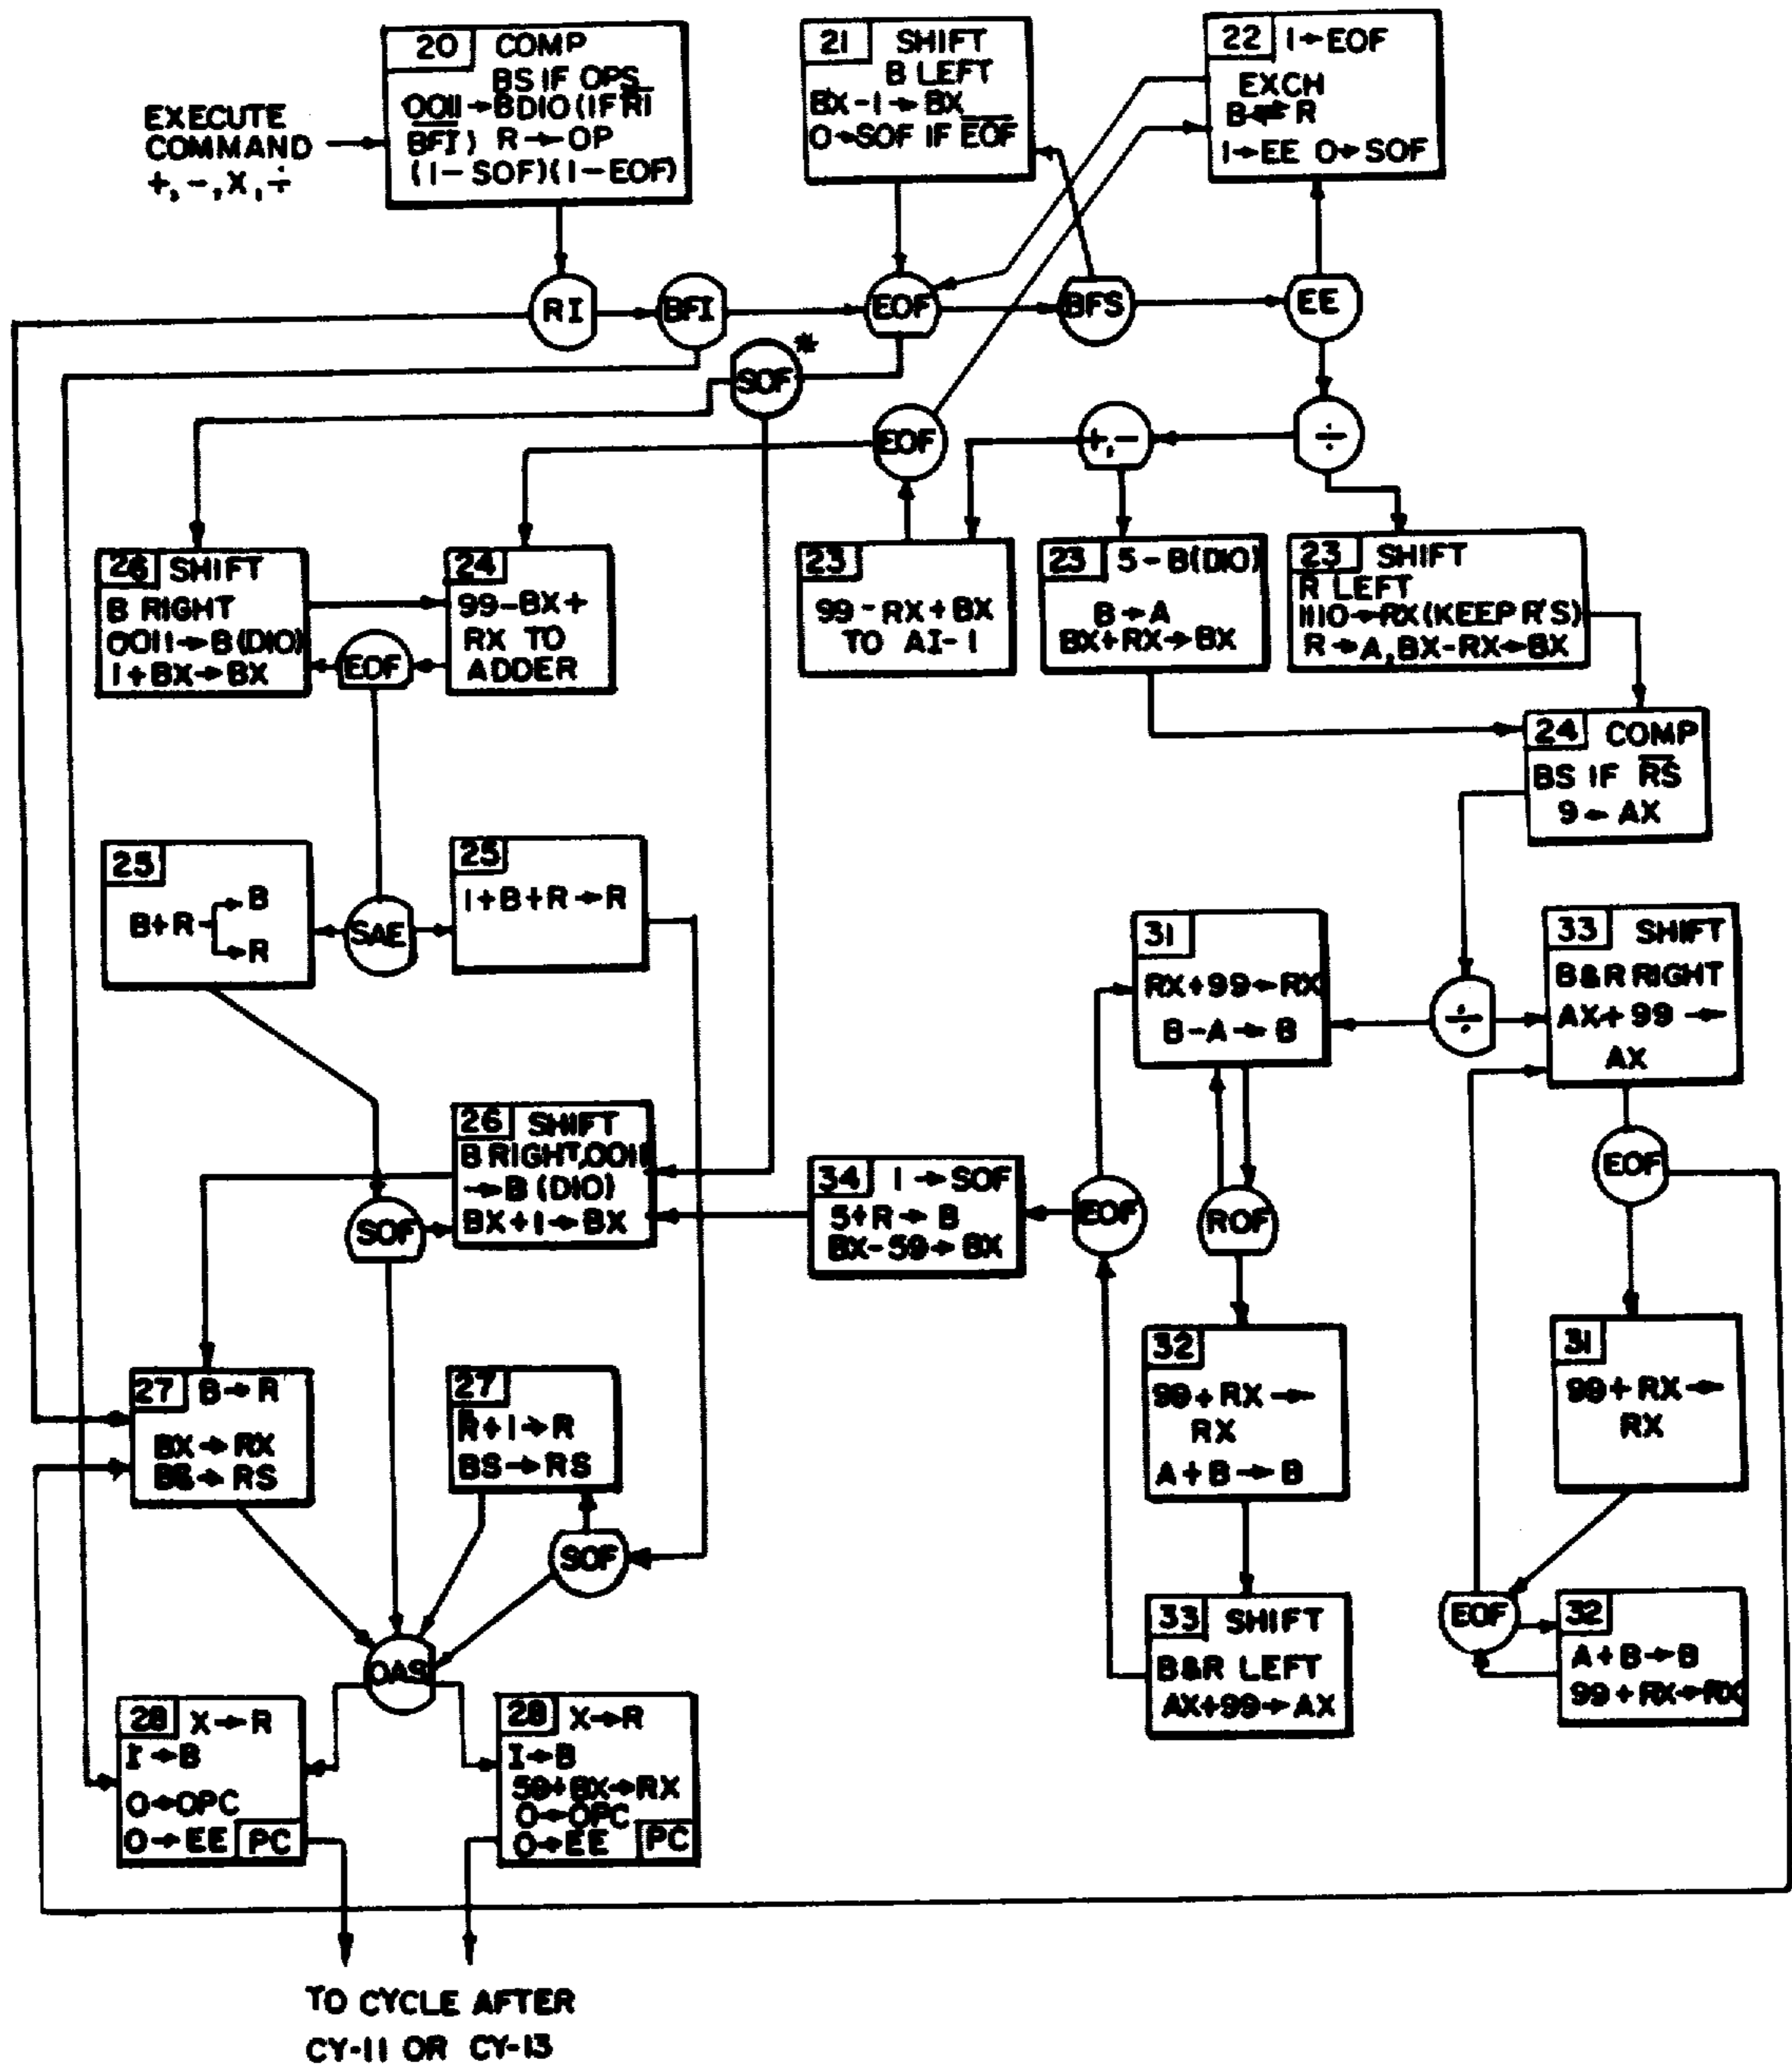 EXECUTE
COMMAND
+, -, X, ÷
20 COMP
BS IF OPS
0011→BDIO(IF R̅I̅
B̅F̅I̅) R→OP
(1-SOF)(1-EOF)
21 SHIFT
B LEFT
BX-1→BX
0→SOF IF E̅O̅F̅
22 1→EOF
EXCH
B⇌R
1→EE 0→SOF
RI
BFI
EOF
BFS
EE
SOF*
EOF
+,-
÷
26 SHIFT
B RIGHT
0011→B(DIO)
1+BX→BX
EOF
24
99-BX+
RX TO
ADDER
23
99-RX+BX
TO AI-1
23 5-B(DIO)
B→A
BX+RX→BX
23 SHIFT
R LEFT
1110→RX(KEEP R'S)
R→A,BX-RX→BX
24 COMP
BS IF R̅S̅
9→AX
25
B+R→B
→R
SAE
25
1+B+R→R
31
RX+99→RX
B-A→B
÷
33 SHIFT
B&R RIGHT
AX+99→
AX
26 SHIFT
B RIGHT,0011
→B(DIO)
BX+1→BX
SOF
34 1→SOF
5+R→B
BX-59→BX
EOF
ROF
EOF
27 B→R
BX→RX
BS→RS
27
R̅+1→R
BS→RS
SOF
32
99+RX→
RX
A+B→B
31
99+RX→
RX
OAS
33 SHIFT
B&R LEFT
AX+99→AX
EOF
32
A+B→B
99+RX→RX
28 X→R
I→B
0→OPC
0→EE PC
28 X→R
I→B
50+BX→RX
0→OPC
0→EE PC
TO CYCLE AFTER
CY-11 OR CY-13